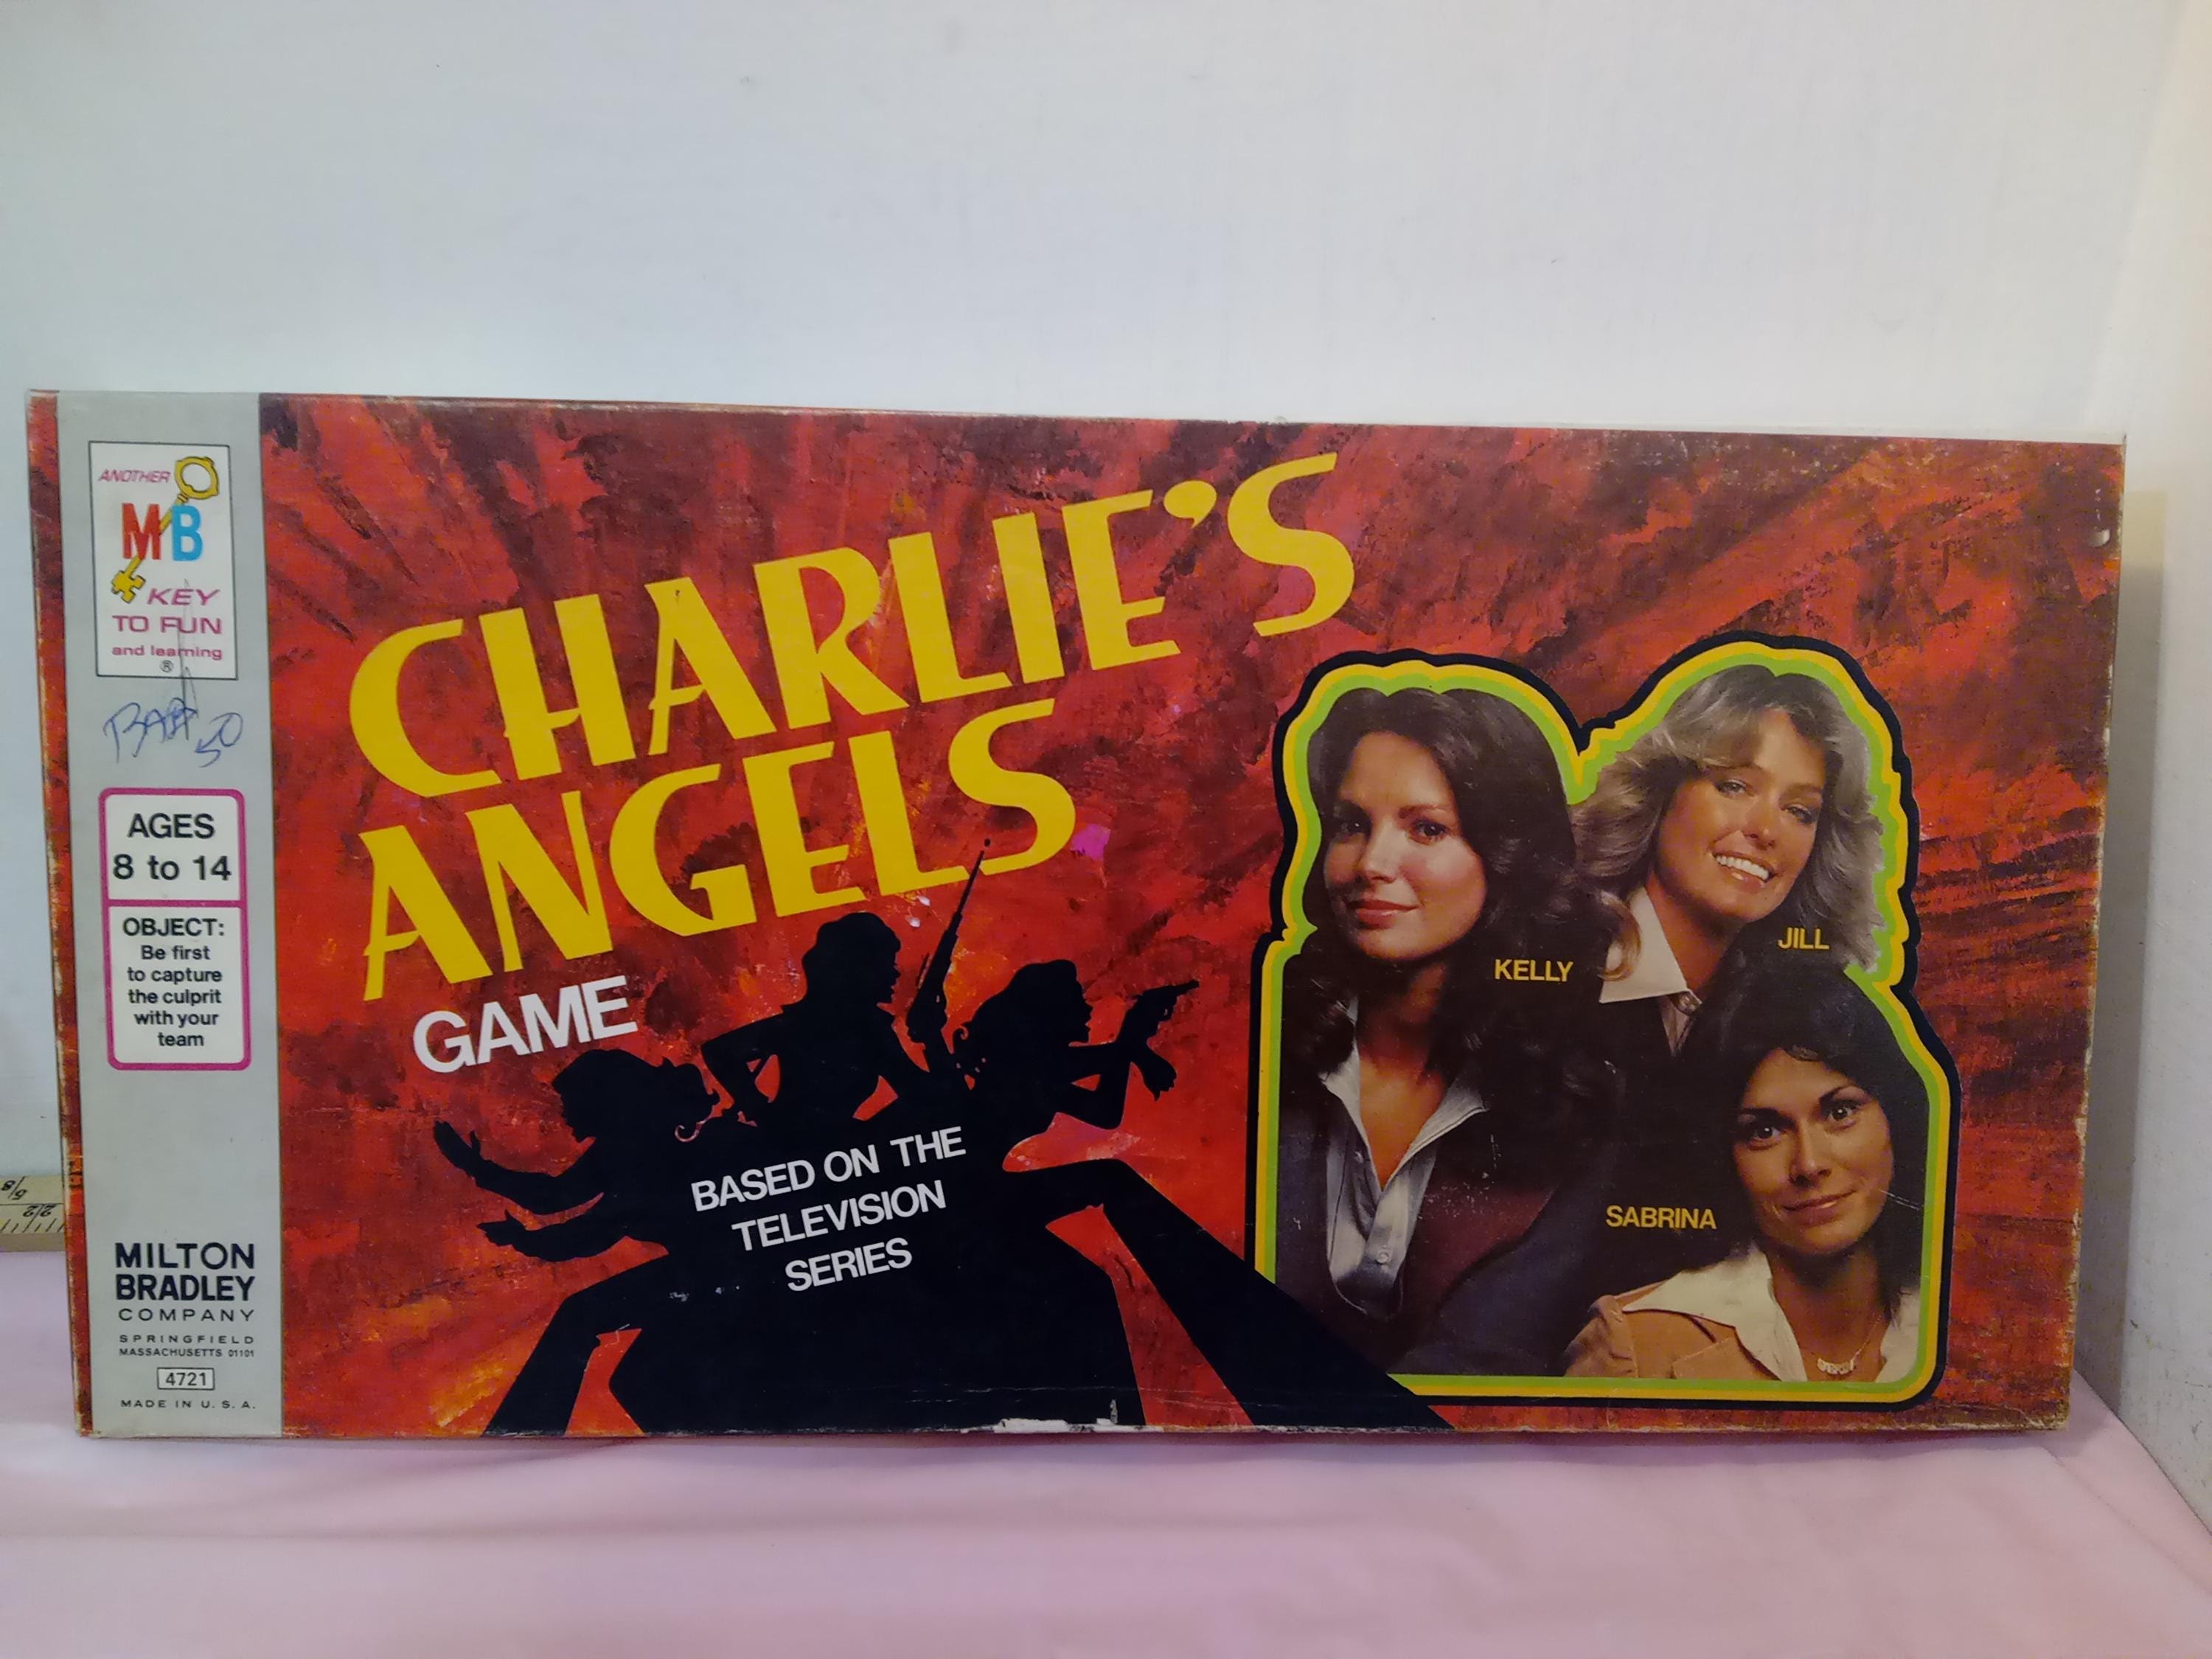 ANOTHER
MB
KEY
TO FUN
and learning
®
50
AGES
8 to 14
OBJECT:
Be first
to capture
the culprit
with your
team
MILTON
BRADLEY
COMPANY
SPRINGFIELD
MASSACHUSETTS 01101
4721
MADE IN U.S.A.
CHARLIE'S
ANGELS
TM
GAME
BASED ON THE
TELEVISION
SERIES
KELLY
JILL
SABRINA